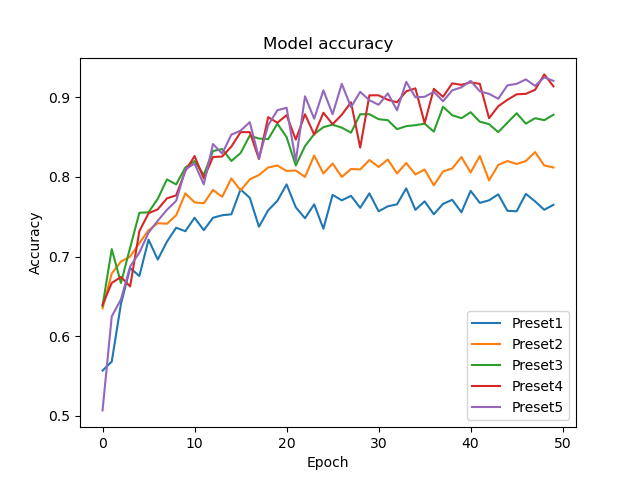 Model accuracy
Accuracy
0.9
0.8
0.7
0.6
0.5
0 10 20 30 40 50
Epoch
Preset1
Preset2
Preset3
Preset4
Preset5